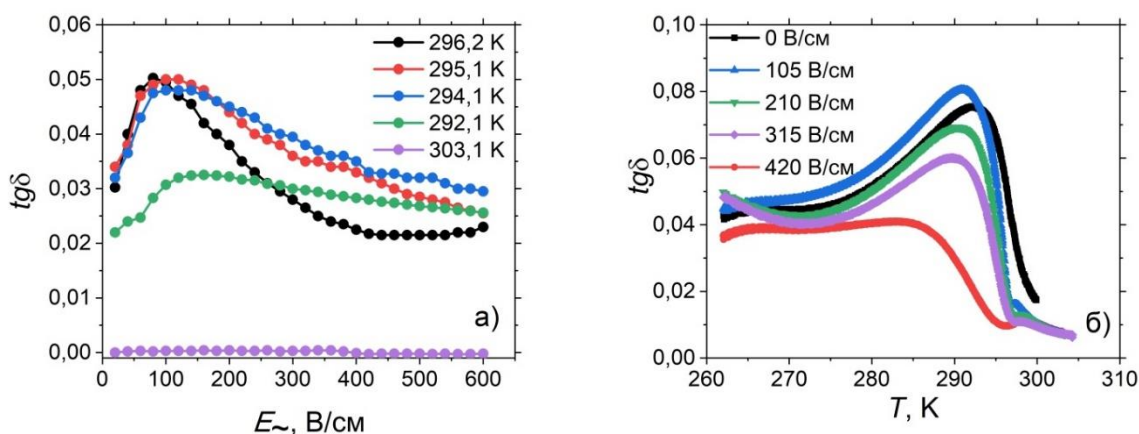 tgδ
0,06
0,05
0,04
0,03
0,02
0,01
0,00
296,2 K
295,1 K
294,1 K
292,1 K
303,1 K
а)
0 100 200 300 400 500 600
E~, В/см
tgδ
0,10
0,08
0,06
0,04
0,02
0,00
0 В/см
105 В/см
210 В/см
315 В/см
420 В/см
б)
260 270 280 290 300 310
T, K